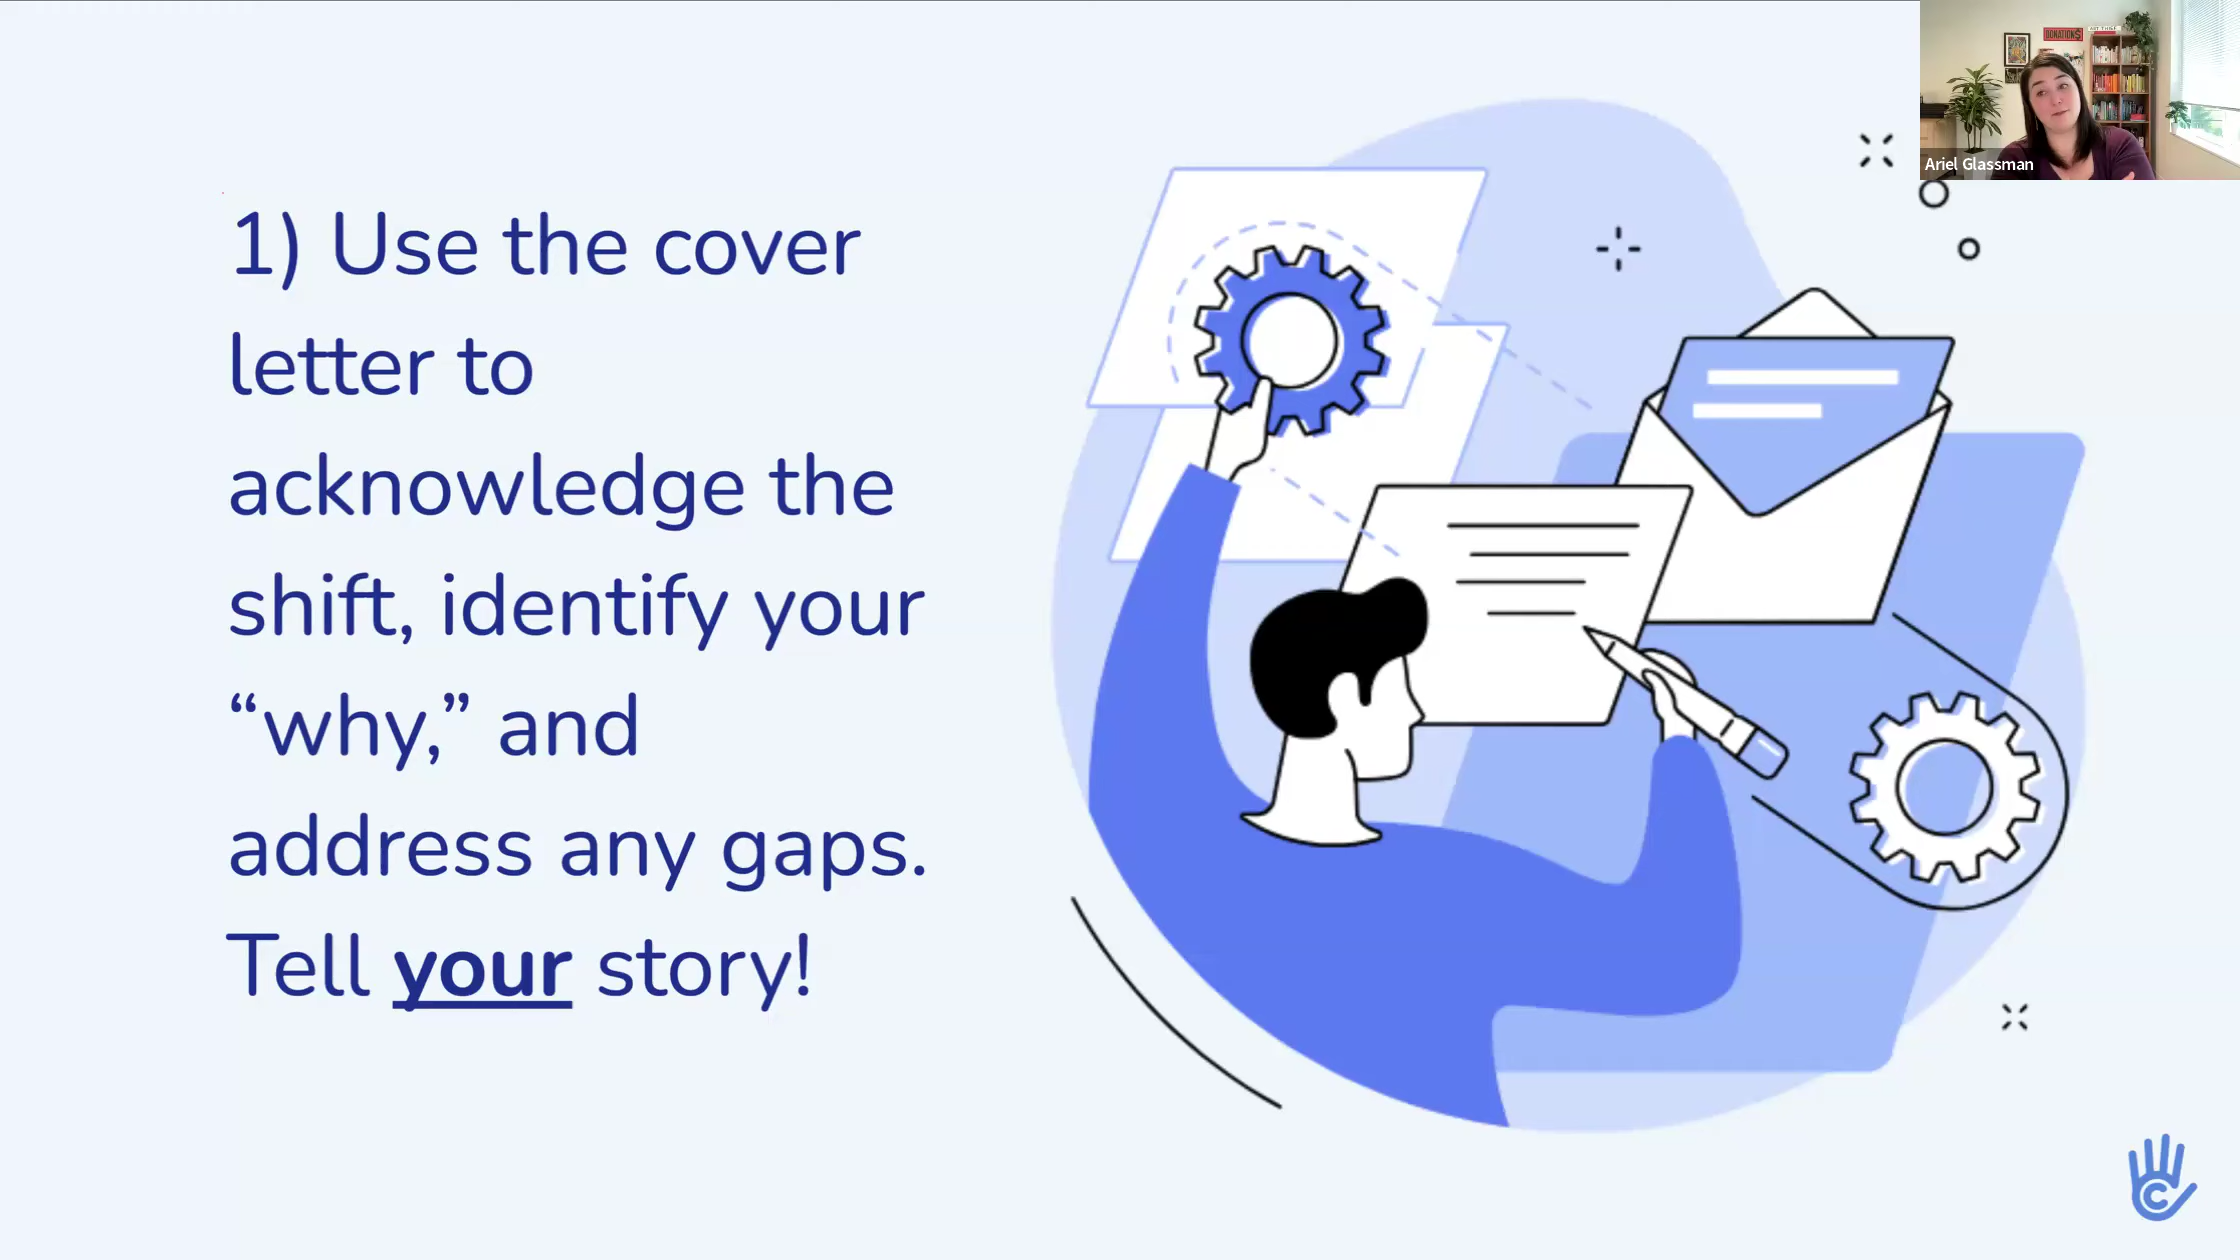 1) Use the cover
letter to
acknowledge the
shift, identify your
“why,” and
address any gaps.
Tell your story!
DONATION$
Ariel Glassman
C